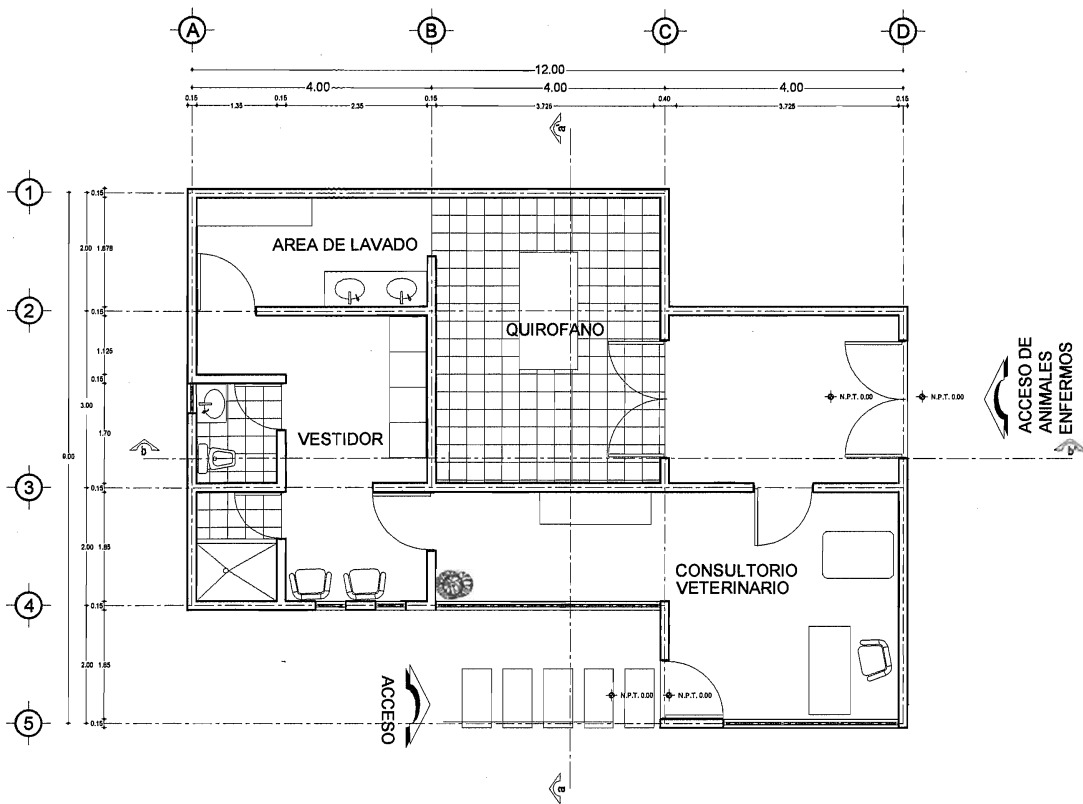 A B C D
12.00
4.00 4.00 4.00
0.15 1.35 0.15 2.35 0.15 3.725 0.40 3.725 0.15
a'
1
0.15
AREA DE LAVADO
2.00
2
0.15
QUIROFANO
1.125
0.15
N.P.T. 0.00
N.P.T. 0.00
ACCESO DE
ANIMALES
ENFERMOS
3.00
1.70
VESTIDOR
b
b'
9.00
3
0.15
2.00 1.85
CONSULTORIO
VETERINARIO
4
0.15
2.00 1.65
ACCESO
N.P.T. 0.00
N.P.T. 0.00
5
0.15
a